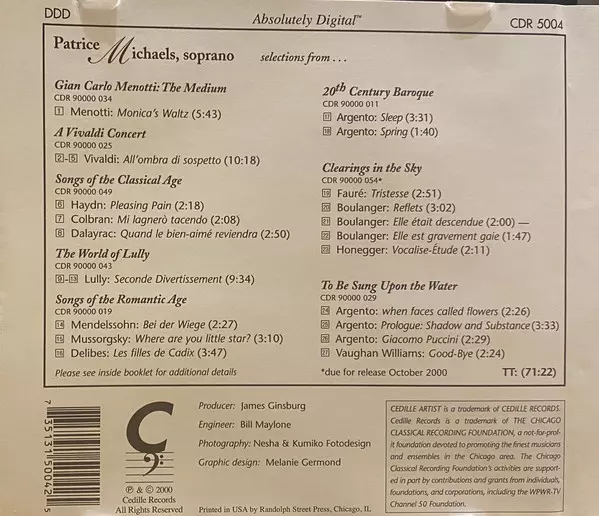 DDD
Absolutely Digital™
CDR 5004
Patrice Michaels, soprano
selections from . . .
Gian Carlo Menotti: The Medium
CDR 90000 034
1 Menotti: Monica's Waltz (5:43)
A Vivaldi Concert
CDR 90000 025
2-5 Vivaldi: All'ombra di sospetto (10:18)
Songs of the Classical Age
CDR 90000 049
6 Haydn: Pleasing Pain (2:18)
7 Colbran: Mi lagnerò tacendo (2:08)
8 Dalayrac: Quand le bien-aimé reviendra (2:50)
The World of Lully
CDR 90000 043
9-13 Lully: Seconde Divertissement (9:34)
Songs of the Romantic Age
CDR 90000 019
14 Mendelssohn: Bei der Wiege (2:27)
15 Mussorgsky: Where are you little star? (3:10)
16 Delibes: Les filles de Cadix (3:47)
Please see inside booklet for additional details
20th Century Baroque
CDR 90000 011
17 Argento: Sleep (3:31)
18 Argento: Spring (1:40)
Clearings in the Sky
CDR 90000 054*
19 Fauré: Tristesse (2:51)
20 Boulanger: Reflets (3:02)
21 Boulanger: Elle était descendue (2:00) —
22 Boulanger: Elle est gravement gaie (1:47)
23 Honegger: Vocalise-Étude (2:11)
To Be Sung Upon the Water
CDR 90000 029
24 Argento: when faces called flowers (2:26)
25 Argento: Prologue: Shadow and Substance (3:33)
26 Argento: Giacomo Puccini (2:29)
27 Vaughan Williams: Good-Bye (2:24)
*due for release October 2000
TT: (71:22)
7 35131 50042 5
C
℗ & © 2000
Cedille Records
All Rights Reserved
Producer: James Ginsburg
Engineer: Bill Maylone
Photography: Nesha & Kumiko Fotodesign
Graphic design: Melanie Germond
Printed in USA by Randolph Street Press, Chicago, IL
CEDILLE ARTIST is a trademark of CEDILLE RECORDS.
Cedille Records is a trademark of THE CHICAGO
CLASSICAL RECORDING FOUNDATION, a not-for-prof-
it foundation devoted to promoting the finest musicians
and ensembles in the Chicago area. The Chicago
Classical Recording Foundation's activities are support-
ed in part by contributions and grants from individuals,
foundations, and corporations, including the WPWR-TV
Channel 50 Foundation.